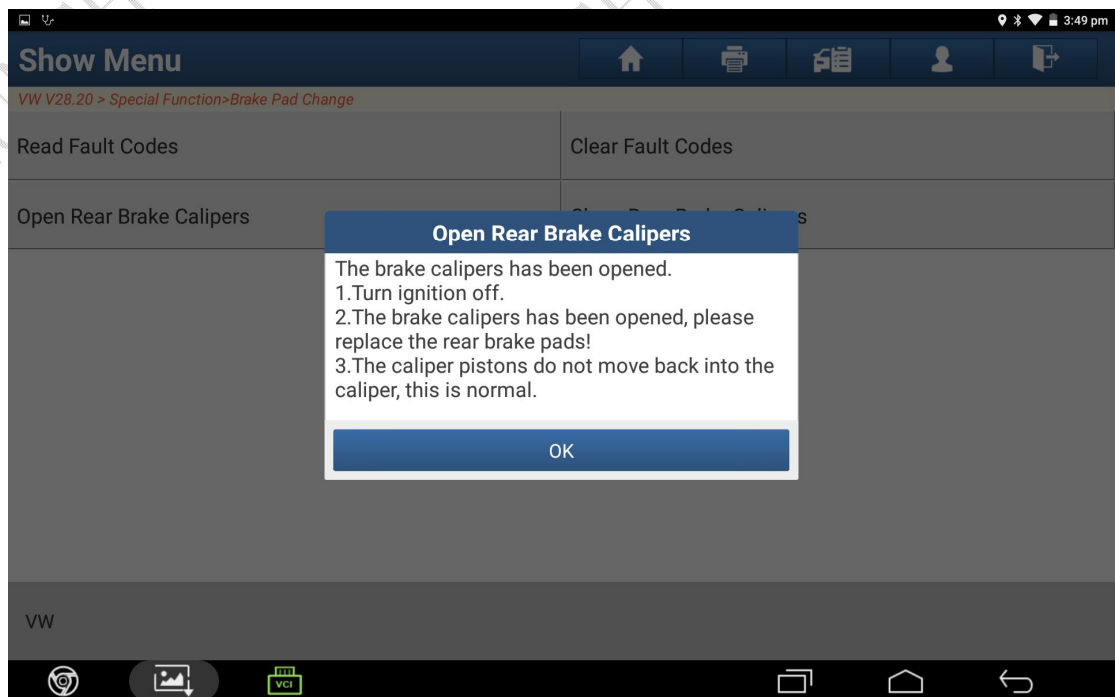 3:49 pm
Show Menu
VW V28.20 > Special Function>Brake Pad Change
Read Fault Codes
Clear Fault Codes
Open Rear Brake Calipers
s
Open Rear Brake Calipers
The brake calipers has been opened.
1.Turn ignition off.
2.The brake calipers has been opened, please
replace the rear brake pads!
3.The caliper pistons do not move back into the
caliper, this is normal.
OK
VW
VCI